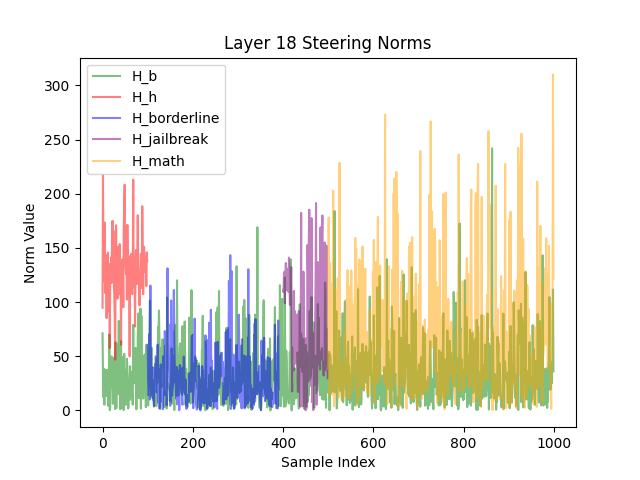 Layer 18 Steering Norms
H_b
H_h
H_borderline
H_jailbreak
H_math
Norm Value
300
250
200
150
100
50
0
0 200 400 600 800 1000
Sample Index